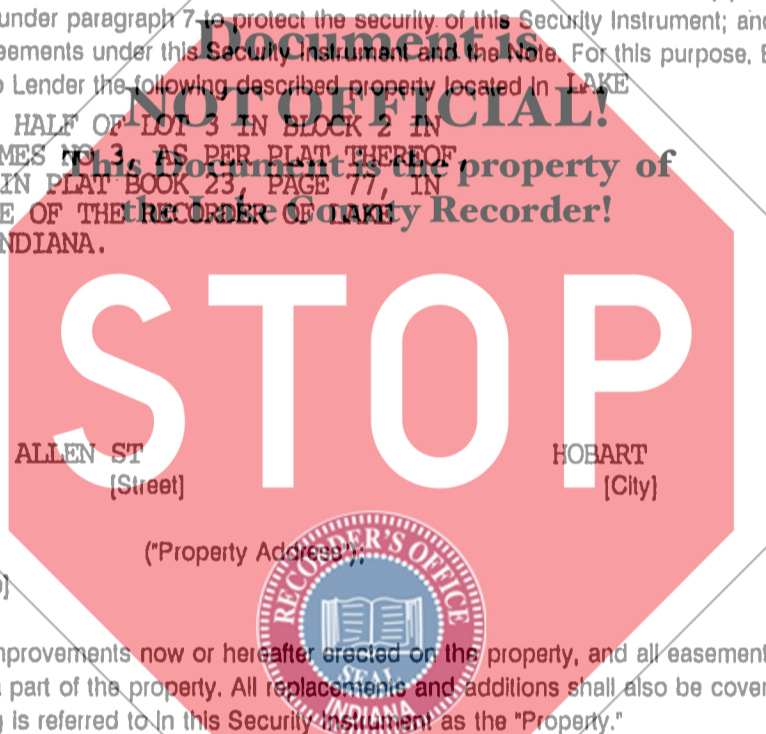 under paragraph 7 to protect the security of this Security Instrument; and
eements under this Security Instrument and the Note. For this purpose, B
Lender the following described property located in LAKE
HALF OF LOT 3 IN BLOCK 2 IN
MES NO 3, AS PER PLAT THEREOF,
IN PLAT BOOK 23, PAGE 77, IN
E OF THE RECORDER OF LAKE
NDIANA.
Document is
NOT OFFICIAL!
This Document is the property of
the Lake County Recorder!
STOP
ALLEN ST HOBART
[Street] [City]
("Property Address");
RECORDER'S OFFICE
SEAL
INDIANA
mprovements now or hereafter erected on the property, and all easement
part of the property. All replacements and additions shall also be cover
is referred to in this Security Instrument as the "Property."